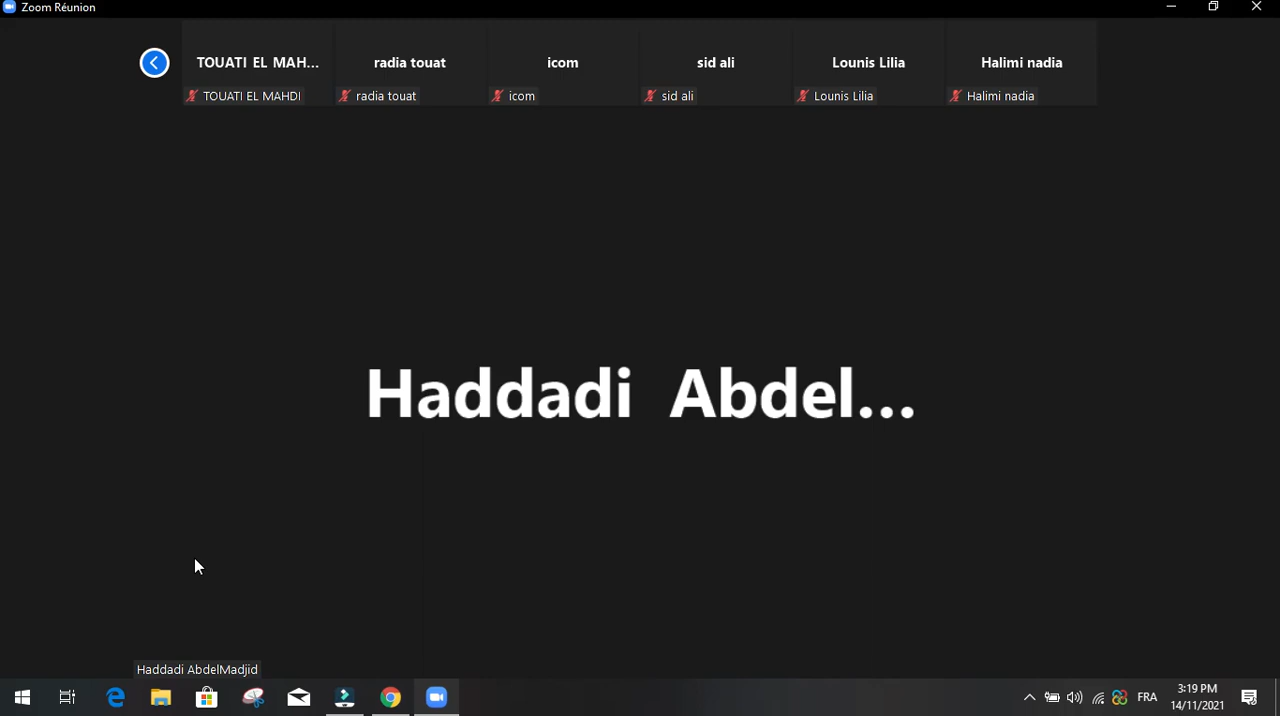 Zoom Réunion
TOUATI EL MAH...
radia touat
icom
sid ali
Lounis Lilia
Halimi nadia
TOUATI EL MAHDI
radia touat
icom
sid ali
Lounis Lilia
Halimi nadia
Haddadi Abdel...
Haddadi AbdelMadjid
FRA
3:19 PM
14/11/2021